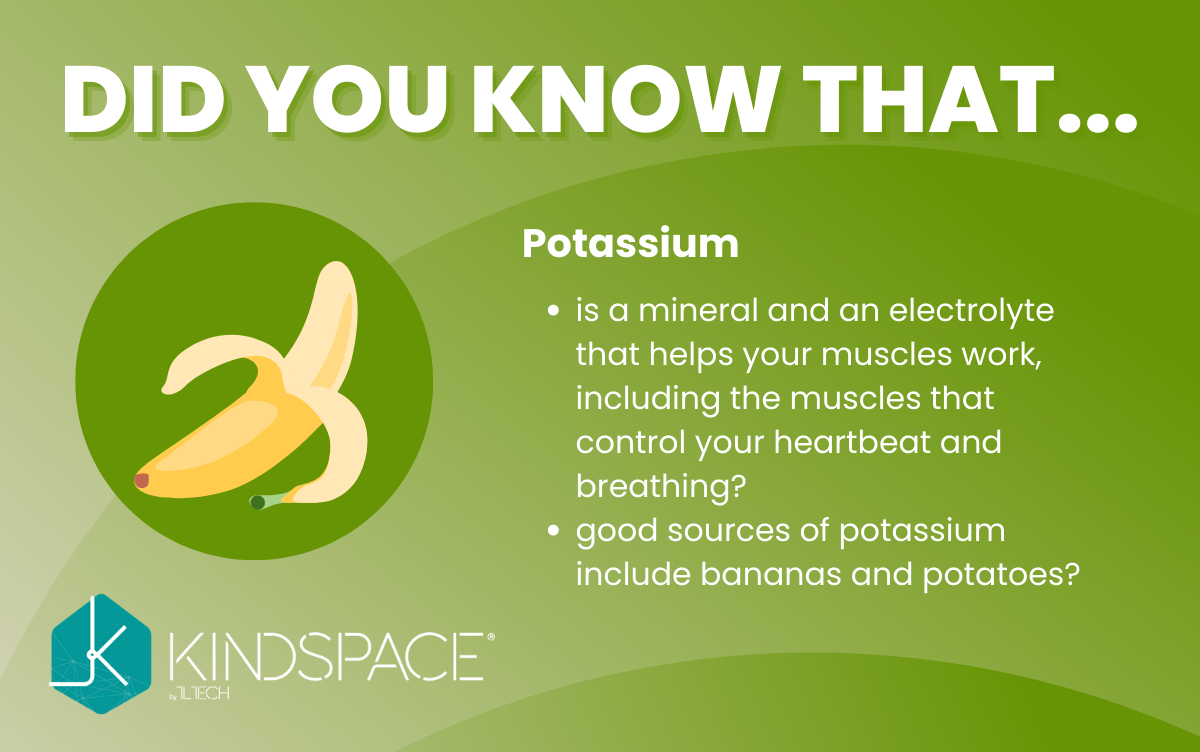 DID YOU KNOW THAT...
Potassium
• is a mineral and an electrolyte
that helps your muscles work,
including the muscles that
control your heartbeat and
breathing?
• good sources of potassium
include bananas and potatoes?
KINDSPACE®
by TLTECH